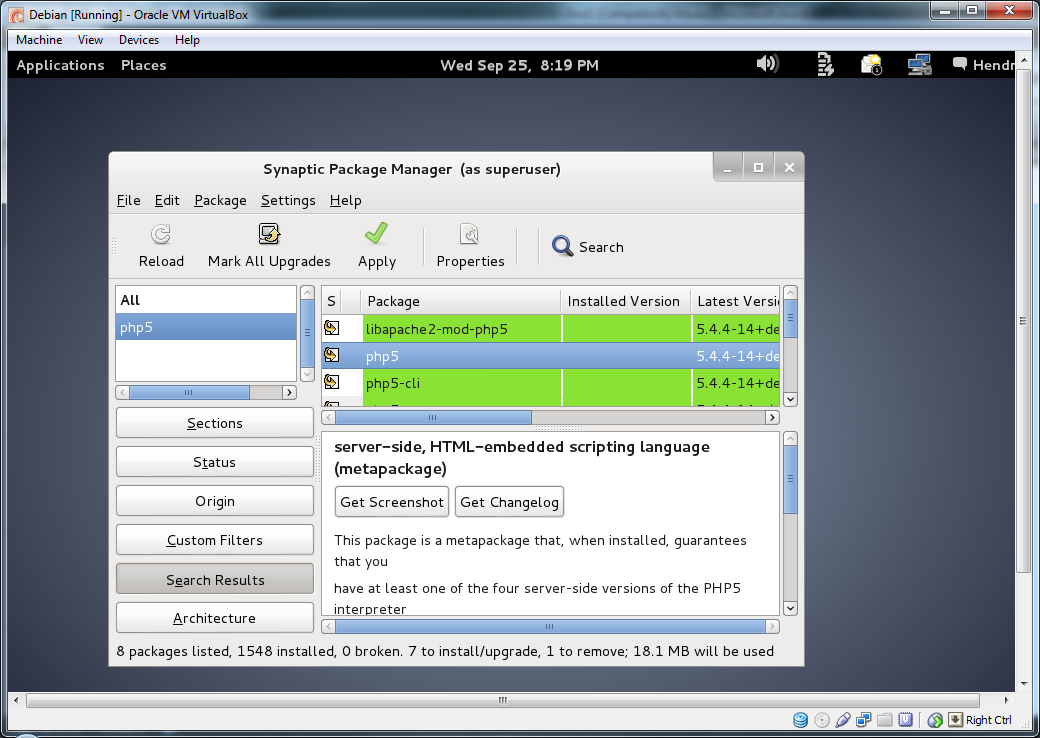 Debian [Running] - Oracle VM VirtualBox
Machine View Devices Help
Applications Places Wed Sep 25, 8:19 PM Hendr
Synaptic Package Manager (as superuser)
File Edit Package Settings Help
Reload Mark All Upgrades Apply Properties Search
All
php5
S Package Installed Version Latest Versi
libapache2-mod-php5 5.4.4-14+de
php5 5.4.4-14+de
php5-cli 5.4.4-14+de
Sections
Status
Origin
Custom Filters
Search Results
Architecture
server-side, HTML-embedded scripting language
(metapackage)
Get Screenshot Get Changelog
This package is a metapackage that, when installed, guarantees
that you
have at least one of the four server-side versions of the PHP5
interpreter
8 packages listed, 1548 installed, 0 broken. 7 to install/upgrade, 1 to remove; 18.1 MB will be used
Right Ctrl